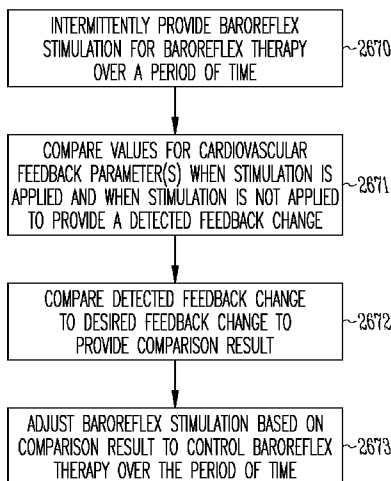 INTERMITTENTLY PROVIDE BAROREFLEX
STIMULATION FOR BAROREFLEX THERAPY
OVER A PERIOD OF TIME
2670
COMPARE VALUES FOR CARDIOVASCULAR
FEEDBACK PARAMETER(S) WHEN STIMULATION IS
APPLIED AND WHEN STIMULATION IS NOT APPLIED
TO PROVIDE A DETECTED FEEDBACK CHANGE
2671
COMPARE DETECTED FEEDBACK CHANGE
TO DESIRED FEEDBACK CHANGE TO
PROVIDE COMPARISON RESULT
2672
ADJUST BAROREFLEX STIMULATION BASED ON
COMPARISON RESULT TO CONTROL BAROREFLEX
THERAPY OVER THE PERIOD OF TIME
2673